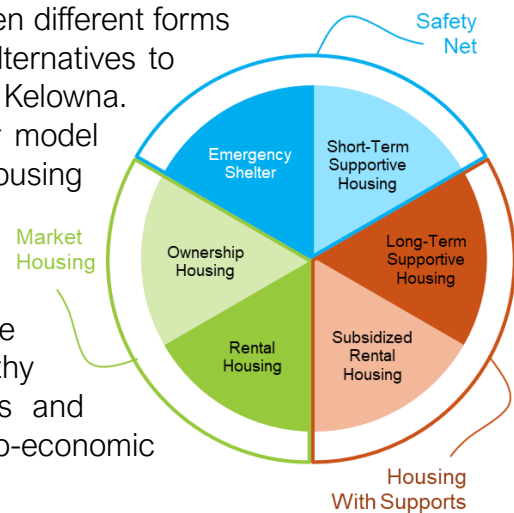 en different forms
lternatives to
Kelowna.
model
ousing
e
thy
s and
o-economic
Safety
Net
Emergency
Shelter
Short-Term
Supportive
Housing
Market
Housing
Ownership
Housing
Long-Term
Supportive
Housing
Rental
Housing
Subsidized
Rental
Housing
Housing
With Supports